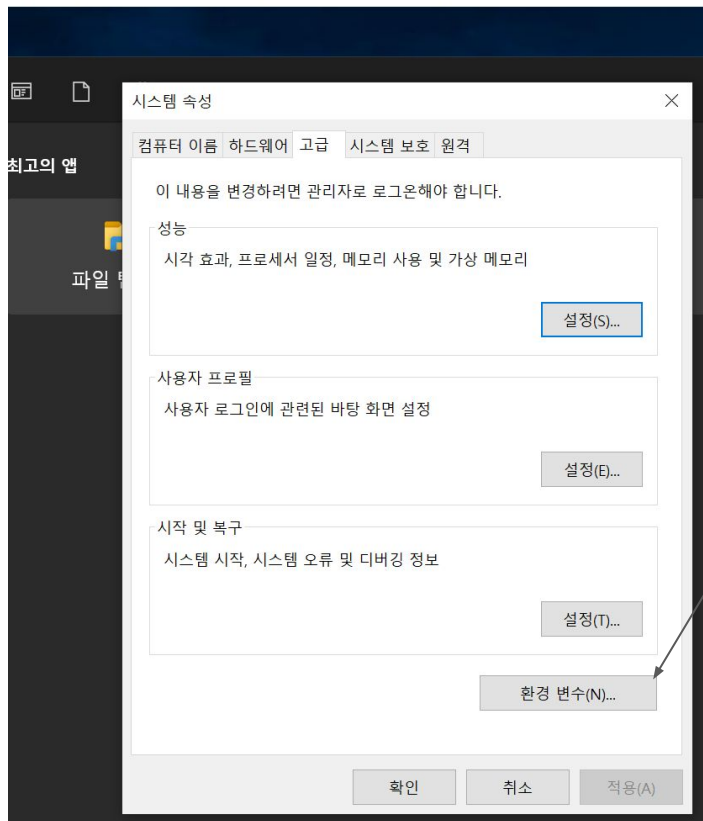 시스템 속성
컴퓨터 이름 하드웨어 고급 시스템 보호 원격
최고의 앱
이 내용을 변경하려면 관리자로 로그온해야 합니다.
성능
시각 효과, 프로세서 일정, 메모리 사용 및 가상 메모리
파일
설정(S)...
사용자 프로필
사용자 로그인에 관련된 바탕 화면 설정
설정(E)...
시작 및 복구
시스템 시작, 시스템 오류 및 디버깅 정보
설정(T)...
환경 변수(N)...
확인 취소 적용(A)